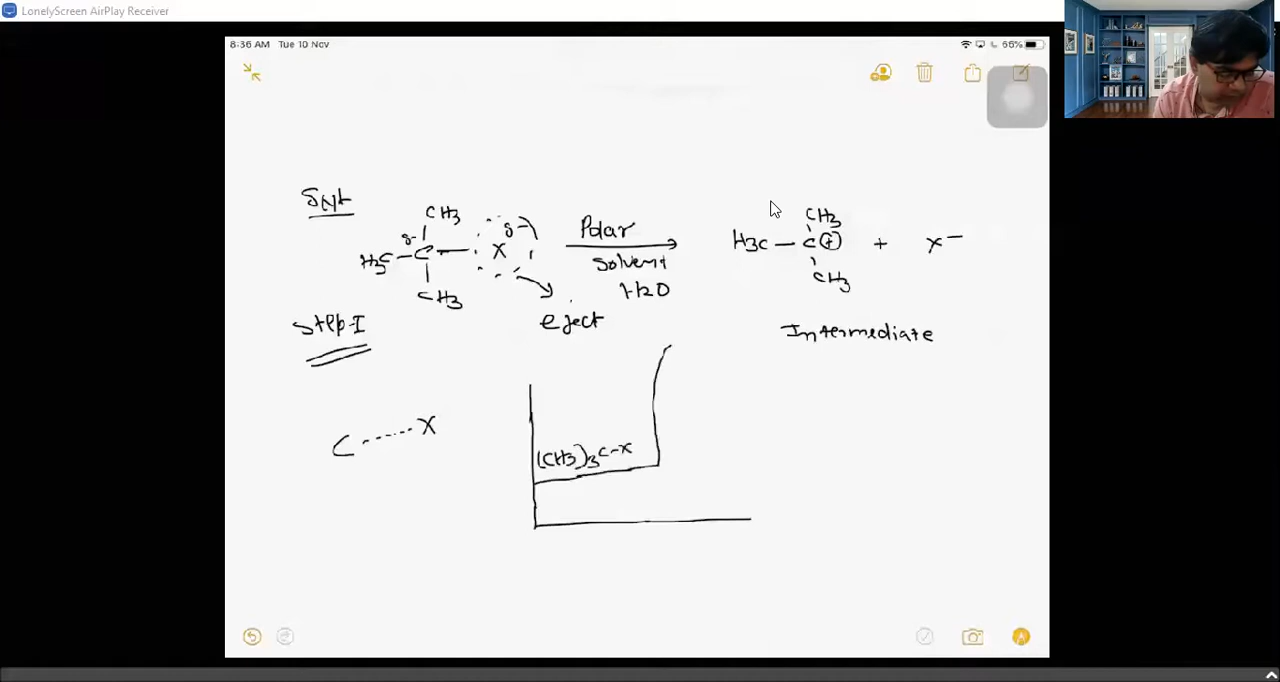 LonelyScreen AirPlay Receiver
8:36 AM Tue 10 Nov
56%
SN1
CH3
H3C – C — X
δ-
δ-
CH3
Polar
Solvent
H2O
eject
CH3
H3C — C ⊕ + X–
CH3
Step-I
Intermediate
C X
(CH3)3C-X